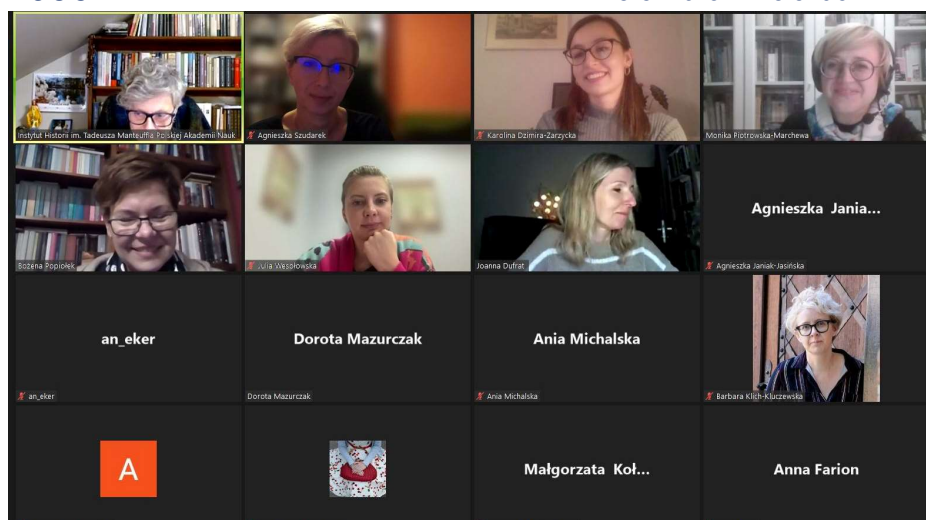 Instytut Historii im. Tadeusza Manteuffla Polskiej Akademii Nauk
Agnieszka Szudarek
Karolina Dzimira-Zarzycka
Monika Piotrowska-Marchewa
Bożena Popiołek
Julia Wesołowska
Joanna Dufrat
Agnieszka Jania...
Agnieszka Janiak-Jasińska
an_eker
an_eker
Dorota Mazurczak
Dorota Mazurczak
Ania Michalska
Ania Michalska
Barbara Klich-Kluczewska
A
Małgorzata Koł...
Anna Farion